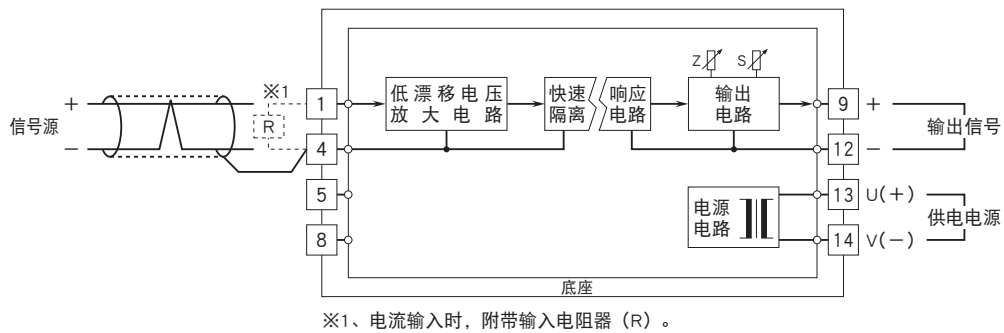 ※1
+
信号源
−
R
1
4
5
8
低漂移电压
放大电路
快速
隔离
响应
电路
Z
S
输出
电路
电源
电路
9
+
输出信号
12
−
13
U(+)
供电电源
14
V(−)
底座
※1、电流输入时，附带输入电阻器（R）。